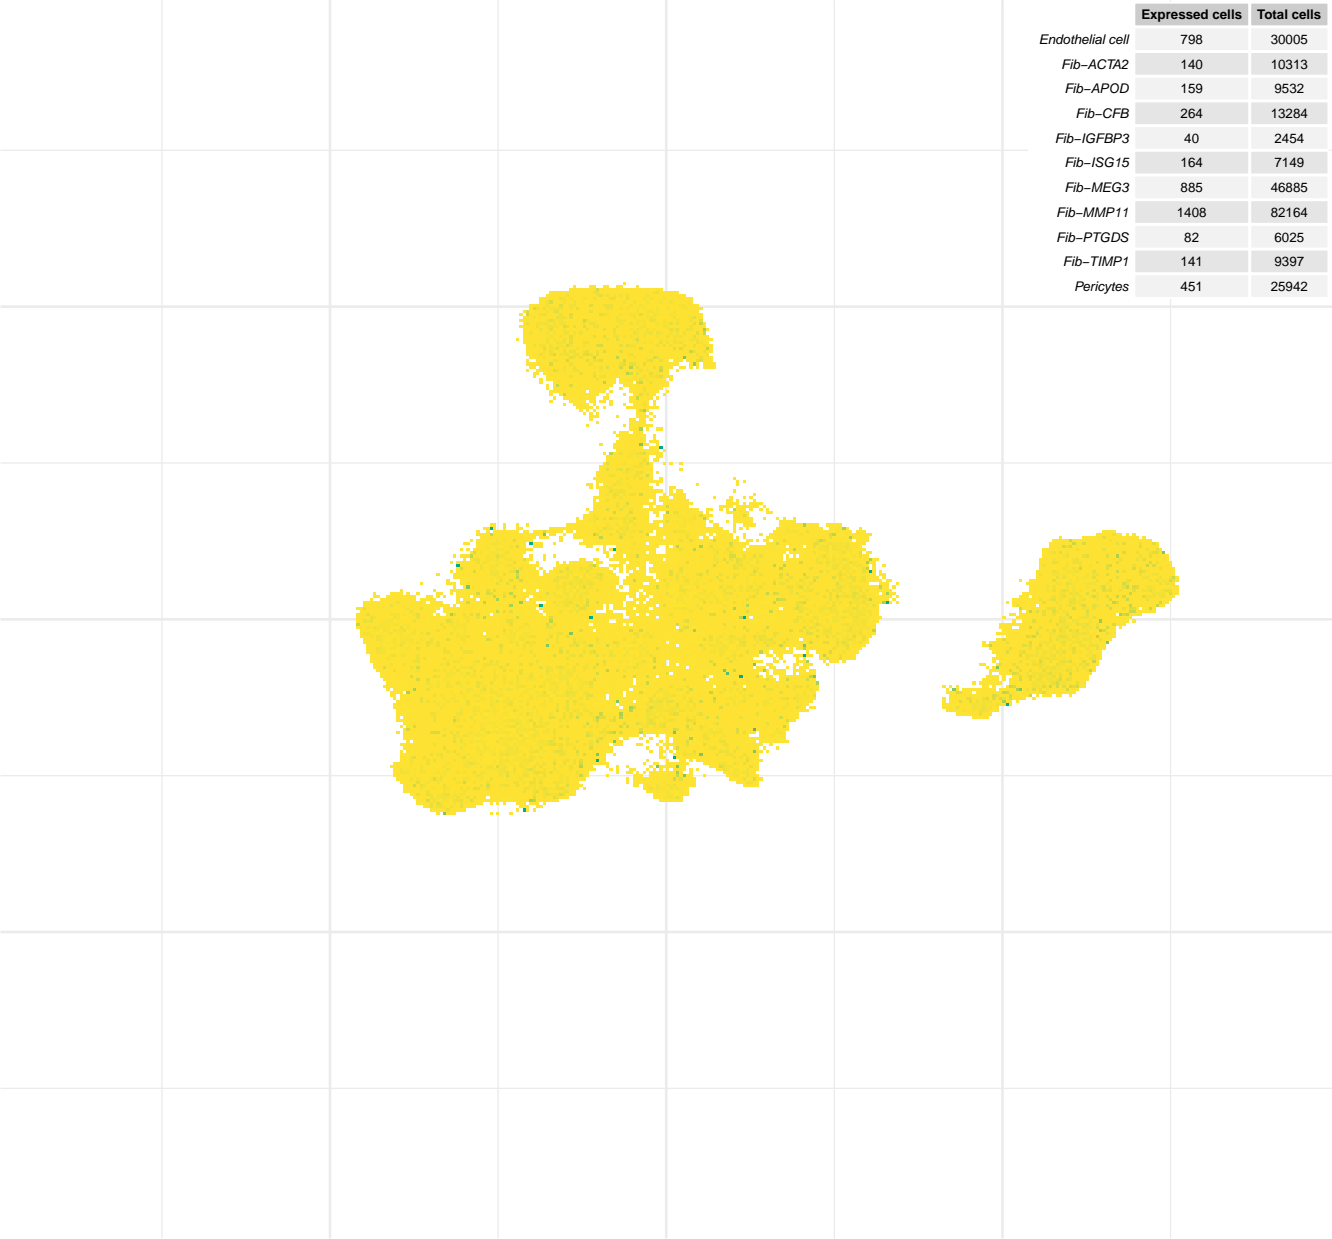 Expressed cells Total cells
Endothelial cell 798 30005
Fib−ACTA2 140 10313
Fib−APOD 159 9532
Fib−CFB 264 13284
Fib−IGFBP3 40 2454
Fib−ISG15 164 7149
Fib−MEG3 885 46885
Fib−MMP11 1408 82164
Fib−PTGDS 82 6025
Fib−TIMP1 141 9397
Pericytes 451 25942